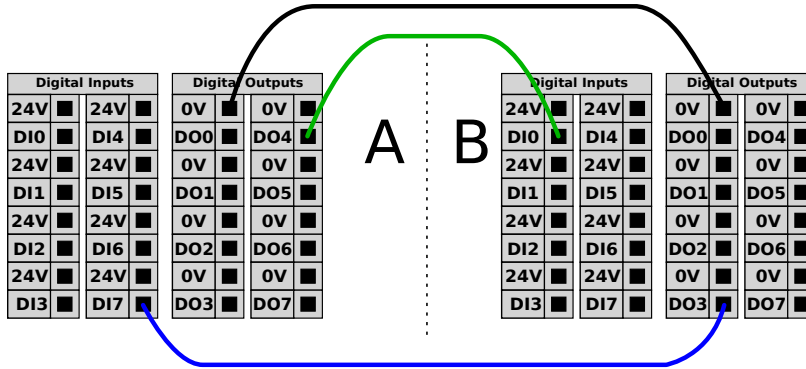 Digital Inputs Digital Outputs Digital Inputs Digital Outputs
24V 24V 0V 0V 24V 24V 0V 0V
DI0 DI4 DO0 DO4 A B DI0 DI4 DO0 DO4
24V 24V 0V 0V 24V 24V 0V 0V
DI1 DI5 DO1 DO5 DI1 DI5 DO1 DO5
24V 24V 0V 0V 24V 24V 0V 0V
DI2 DI6 DO2 DO6 DI2 DI6 DO2 DO6
24V 24V 0V 0V 24V 24V 0V 0V
DI3 DI7 DO3 DO7 DI3 DI7 DO3 DO7